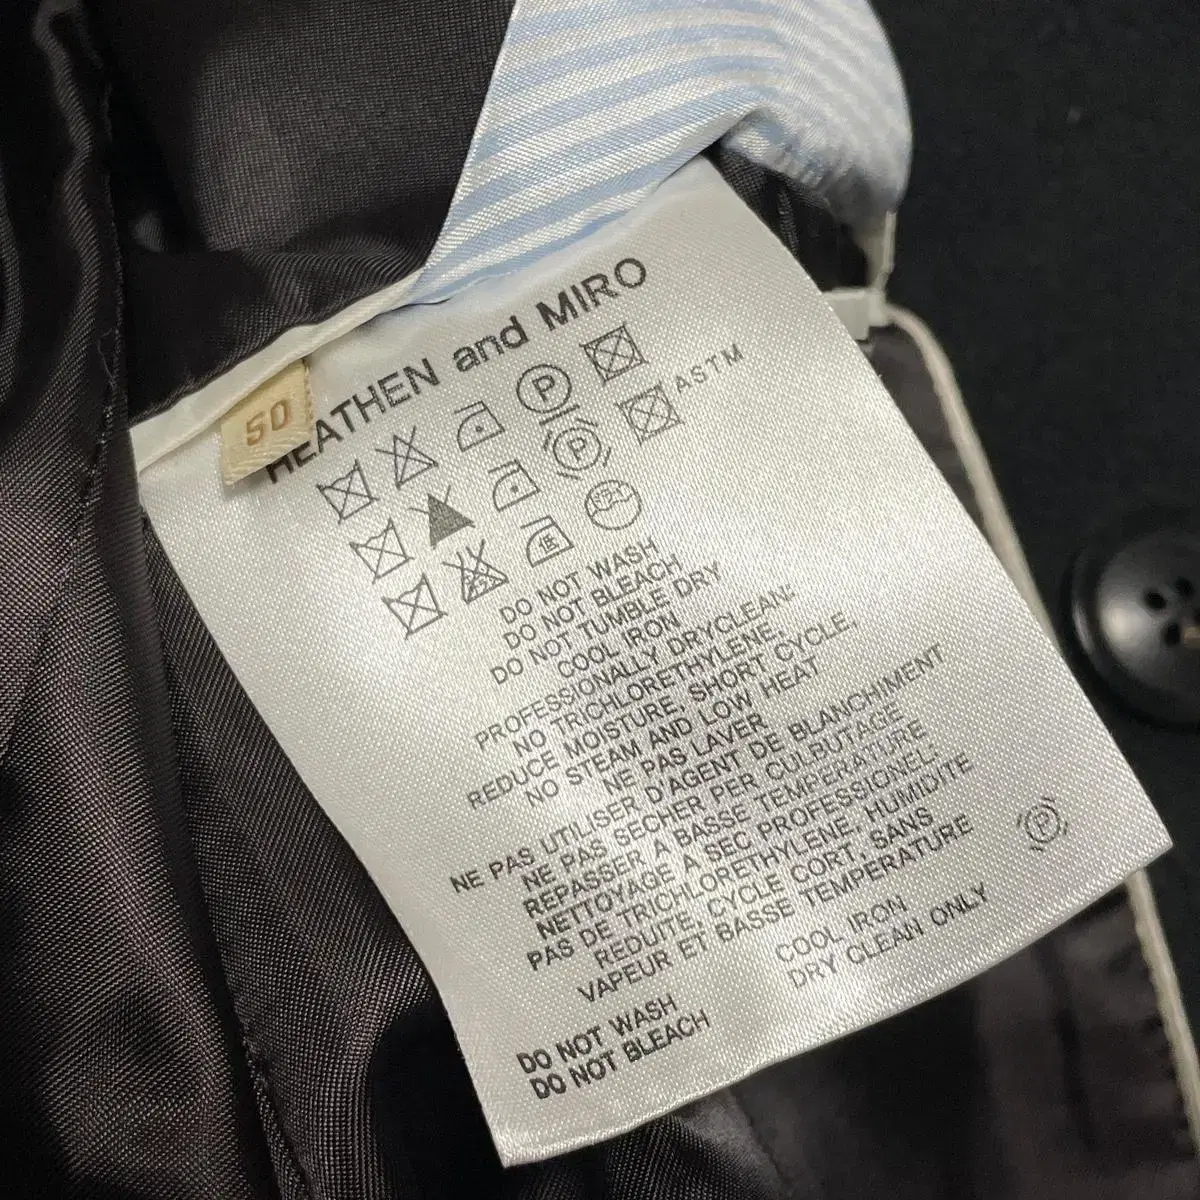 50
HEATHEN and MIRO
P
ASTM
P
低
DO NOT WASH
DO NOT BLEACH
DO NOT TUMBLE DRY
COOL IRON
PROFESSIONALLY DRYCLEAN:
NO TRICHLORETHYLENE,
REDUCE MOISTURE, SHORT CYCLE,
NO STEAM AND LOW HEAT
NE PAS LAVER
NE PAS UTILISER D'AGENT DE BLANCHIMENT
NE PAS SECHER PER CULPUTAGE
REPASSER A BASSE TEMPERATURE
NETTOYAGE A SEC PROFESSIONEL:
PAS DE TRICHLORETHYLENE, HUMIDITE
REDUITE, CYCLE CORT, SANS
VAPEUR ET BASSE TEMPERATURE
P
COOL IRON
DRY CLEAN ONLY
DO NOT WASH
DO NOT BLEACH